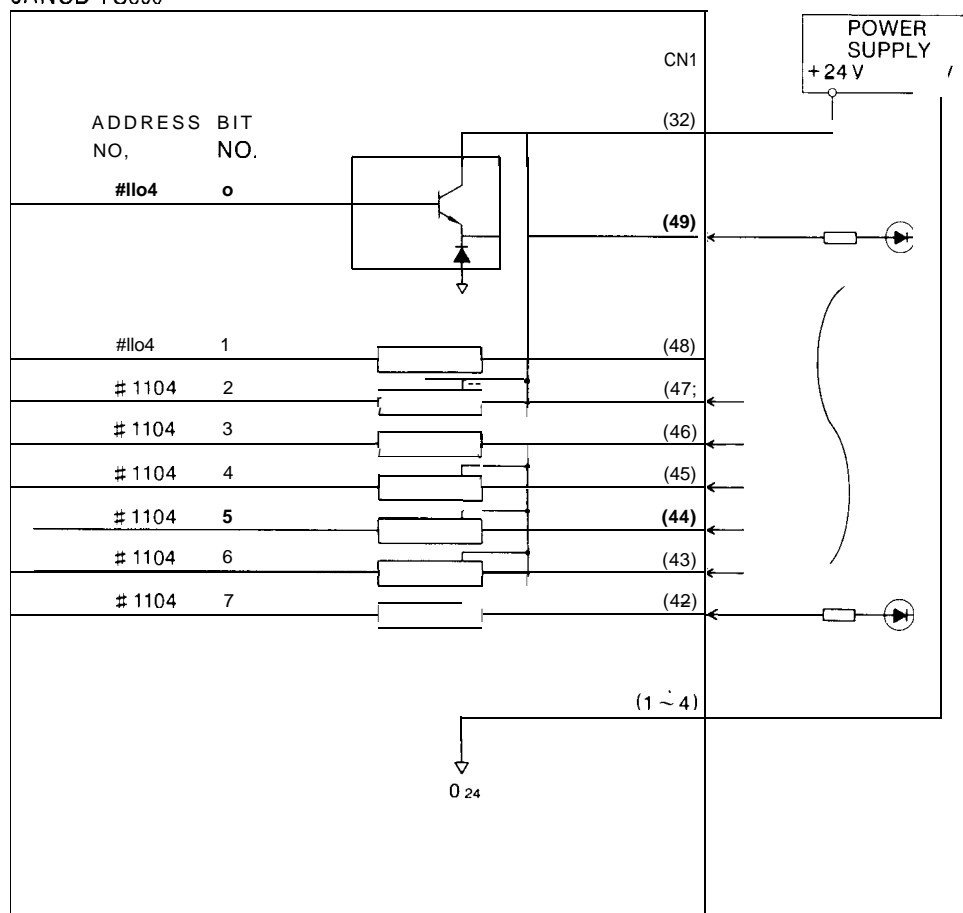 POWER
SUPPLY
+24V
CN1
(32)
ADDRESS BIT
NO, NO.
#llo4 o
(49)
#llo4 1 (48)
#1104 2 (47;
#1104 3 (46)
#1104 4 (45)
#1104 5 (44)
#1104 6 (43)
#1104 7 (42)
(1~4)
0 24